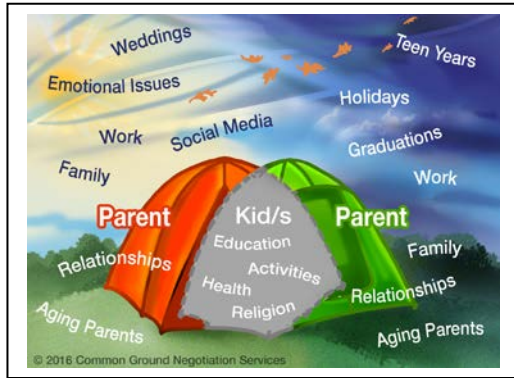 Weddings
Teen Years
Emotional Issues
Holidays
Work
Social Media
Graduations
Family
Work
Parent
Kid/s
Parent
Education
Family
Relationships
Activities
Health
Relationships
Religion
Aging Parents
Aging Parents
© 2016 Common Ground Negotiation Services